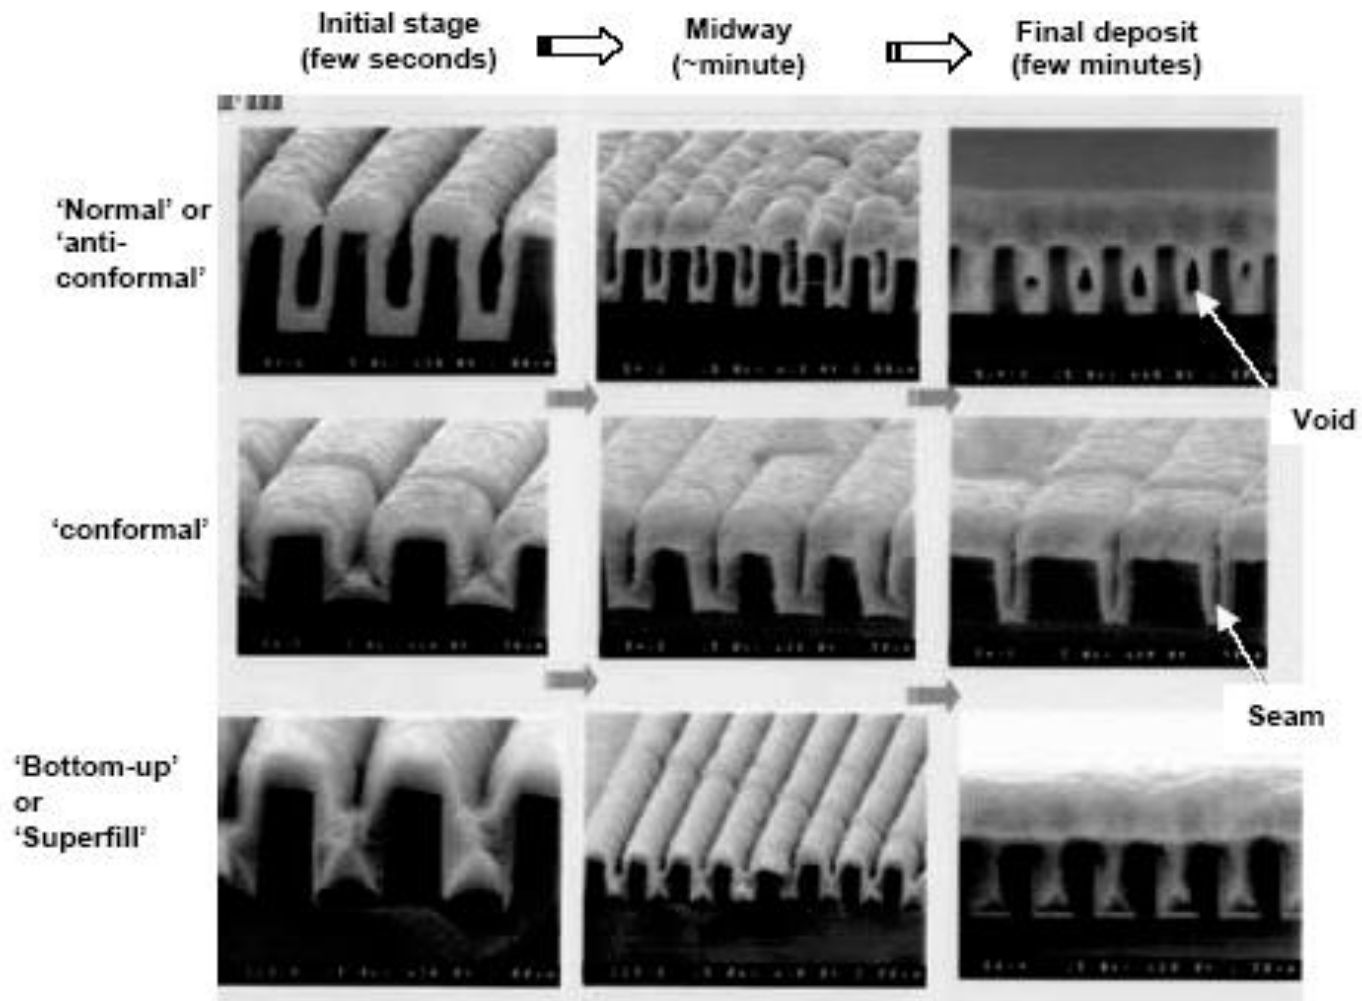 Initial stage
(few seconds)
Midway
(~minute)
Final deposit
(few minutes)
‘Normal’ or
‘anti-
conformal’
Void
‘conformal’
Seam
‘Bottom-up’
or
‘Superfill’